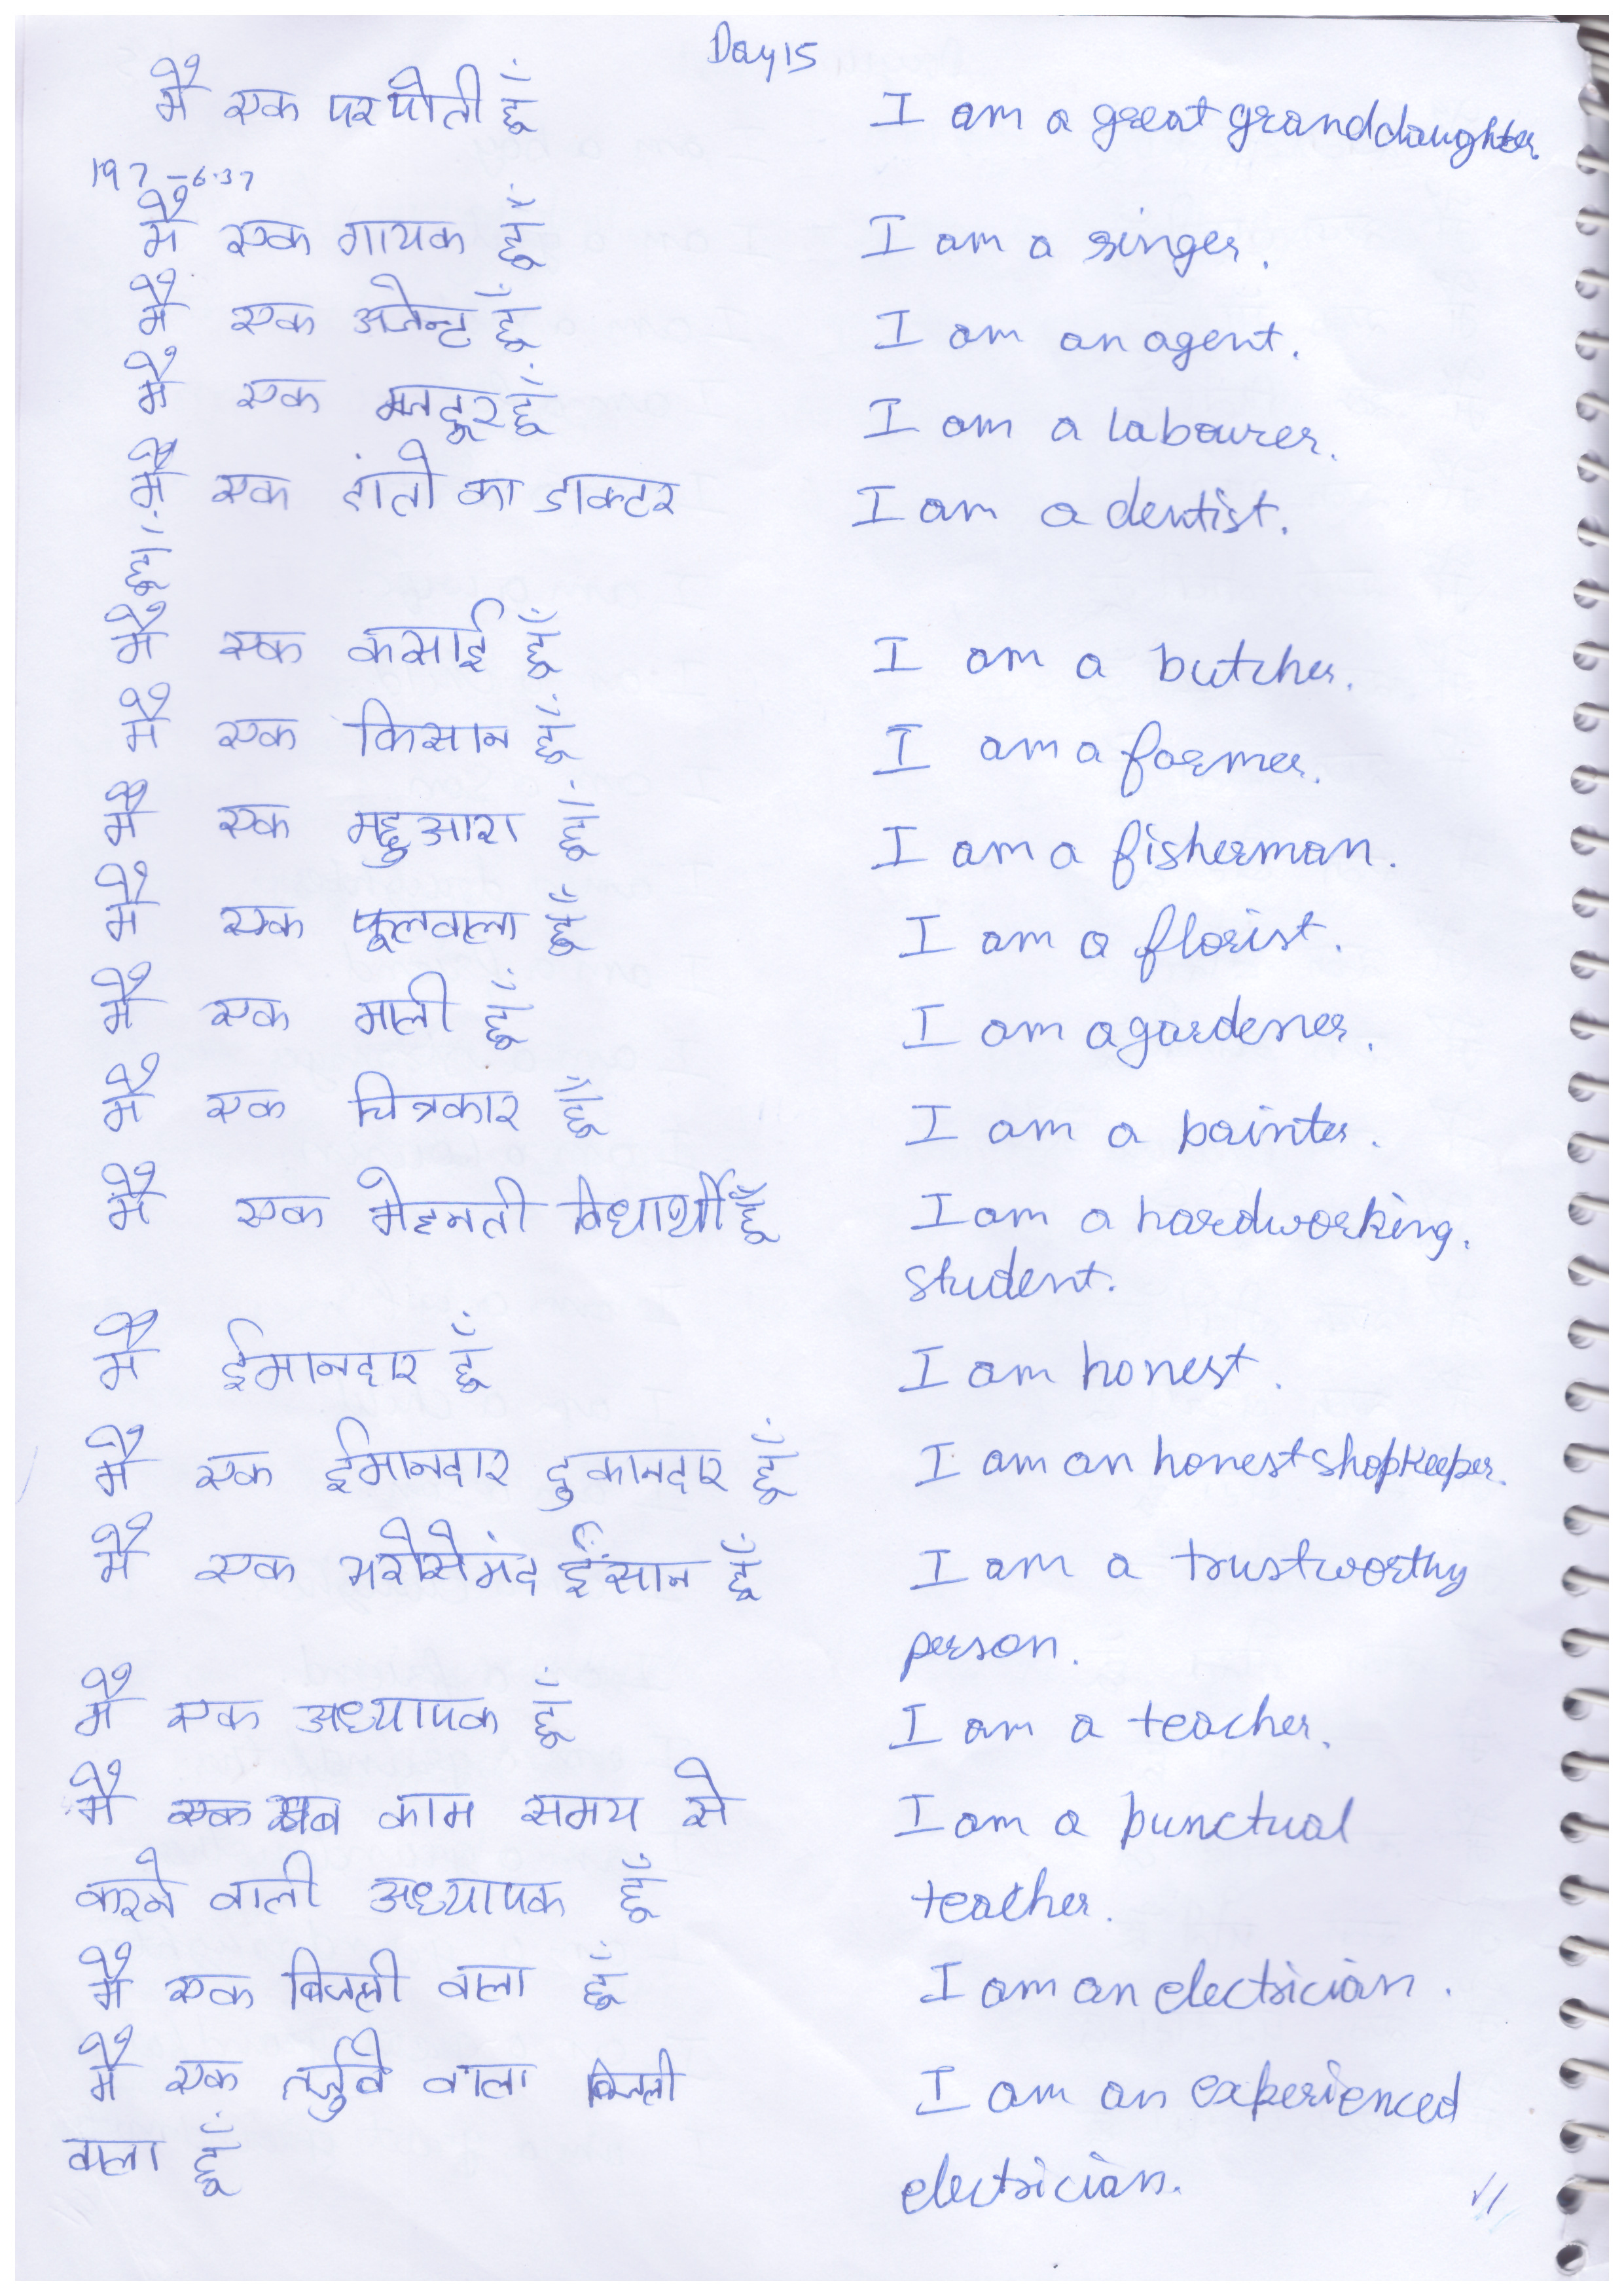 Day 15
मैं एक परपोती हूँ I am a great granddaughter.
197 - 6.37
मैं एक गायक हूँ I am a singer.
मैं एक अजेन्ट हूँ I am an agent.
मैं एक मजदूर हूँ I am a labourer.
मैं एक दांतो का डाक्टर I am a dentist.
हूँ
मैं एक कसाई हूँ I am a butcher.
मैं एक किसान हूँ I am a farmer.
मैं एक मछुआरा हूँ I am a fisherman.
मैं एक फूलवाला हूँ I am a florist.
मैं एक माली हूँ I am a gardener.
मैं एक चित्रकार हूँ I am a painter.
मैं एक मेहनती विधार्थी हूँ I am a hardworking.
student.
मैं ईमानदार हूँ I am honest.
मैं एक ईमानदार दुकानदार हूँ I am an honest shopkeeper.
मैं एक भरोसेमंद ईंसान हूँ I am a trustworthy
person.
मैं एक अध्यापक हूँ I am a teacher.
मैं एक सब काम समय से I am a punctual
करने वाली अध्यापक हूँ teacher.
मैं एक बिजली वाला हूँ I am an electrician.
मैं एक तर्जुवे वाला बिजली I am an experienced
वाला हूँ electrician.